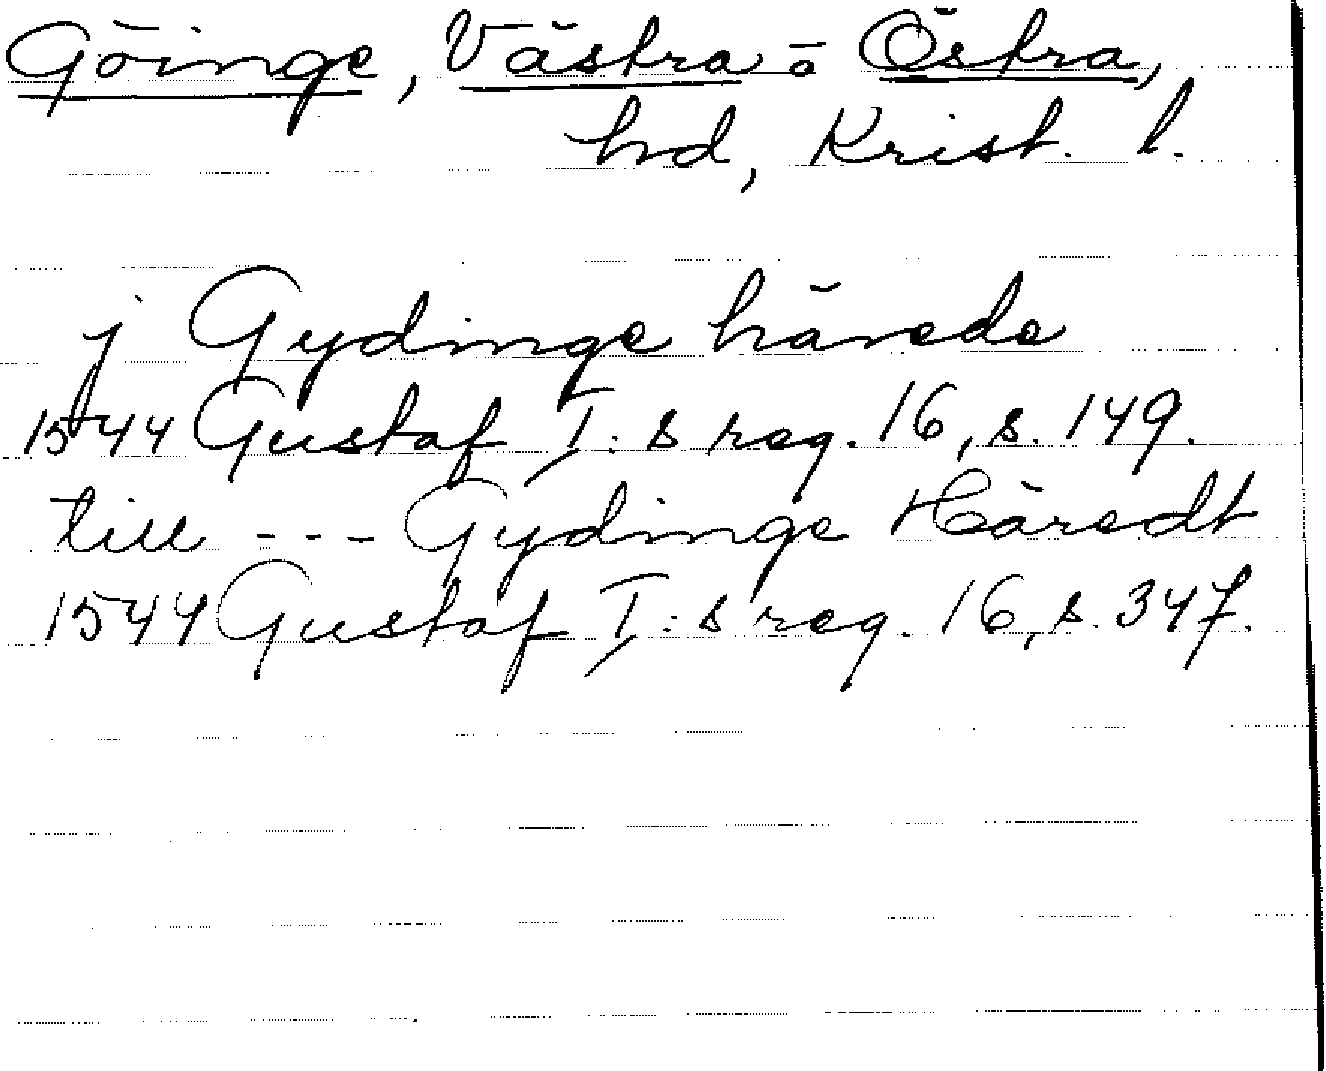 Göinge, Västra o Östra,
hd, Krist. l.
j Gydinge härede
1544 Gustaf I:s reg. 16, s. 149.
till --- Gydinge Häredt
1544 Gustaf I:s reg. 16, s. 347.